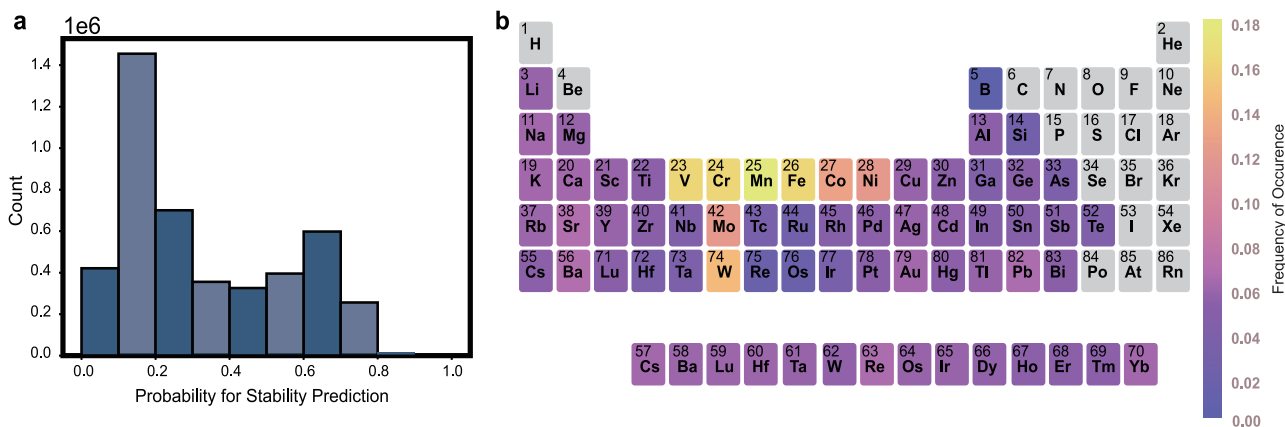 a
1e6
1.4
1.2
1.0
0.8
0.6
0.4
0.2
0.0
Count
0.0 0.2 0.4 0.6 0.8 1.0
Probability for Stability Prediction
b
1 2
H He
3 4 5 6 7 8 9 10
Li Be B C N O F Ne
11 12 13 14 15 16 17 18
Na Mg Al Si P S Cl Ar
19 20 21 22 23 24 25 26 27 28 29 30 31 32 33 34 35 36
K Ca Sc Ti V Cr Mn Fe Co Ni Cu Zn Ga Ge As Se Br Kr
37 38 39 40 41 42 43 44 45 46 47 48 49 50 51 52 53 54
Rb Sr Y Zr Nb Mo Tc Ru Rh Pd Ag Cd In Sn Sb Te I Xe
55 56 71 72 73 74 75 76 77 78 79 80 81 82 83 84 85 86
Cs Ba Lu Hf Ta W Re Os Ir Pt Au Hg Tl Pb Bi Po At Rn
57 58 59 60 61 62 63 64 65 66 67 68 69 70
Cs Ba Lu Hf Ta W Re Os Ir Dy Ho Er Tm Yb
0.18
0.16
0.14
0.12
0.10
0.08
0.06
0.04
0.02
0.00
Frequency of Occurence